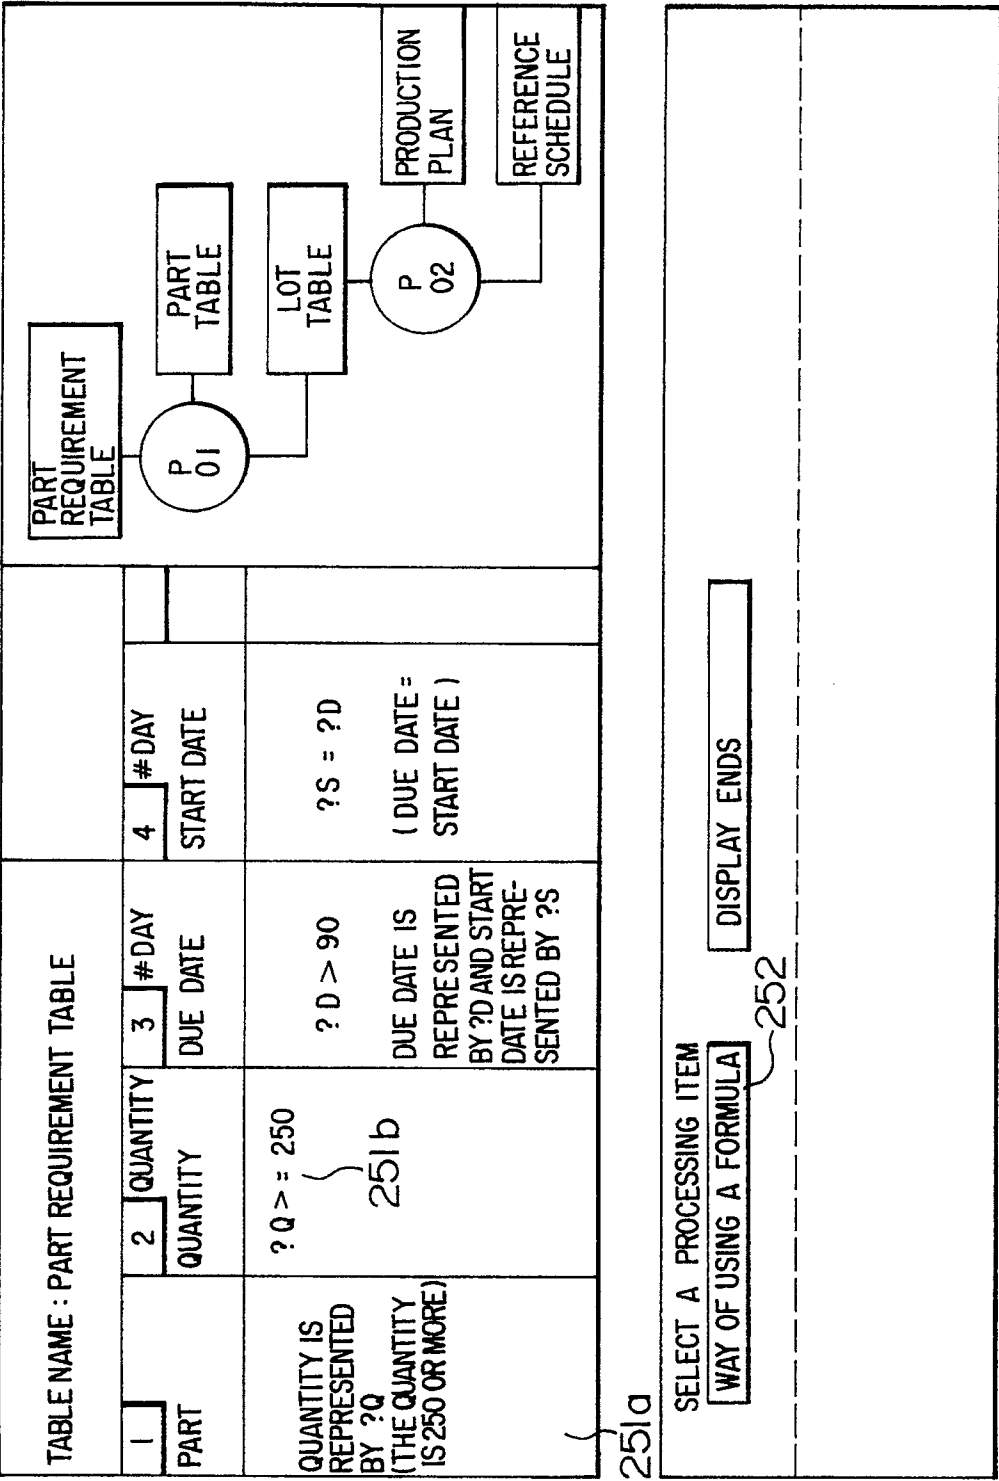 TABLE NAME : PART REQUIREMENT TABLE
1
PART
2 QUANTITY
QUANTITY
3 #DAY
DUE DATE
4 #DAY
START DATE
QUANTITY IS
REPRESENTED
BY ?Q
(THE QUANTITY
IS 250 OR MORE)
?Q > = 250
251b
?D > 90
DUE DATE IS
REPRESENTED
BY ?D AND START
DATE IS REPRE-
SENTED BY ?S
?S = ?D
( DUE DATE =
START DATE )
251a
PART
REQUIREMENT
TABLE
P
01
PART
TABLE
LOT
TABLE
P
02
PRODUCTION
PLAN
REFERENCE
SCHEDULE
SELECT A PROCESSING ITEM
WAY OF USING A FORMULA
252
DISPLAY ENDS